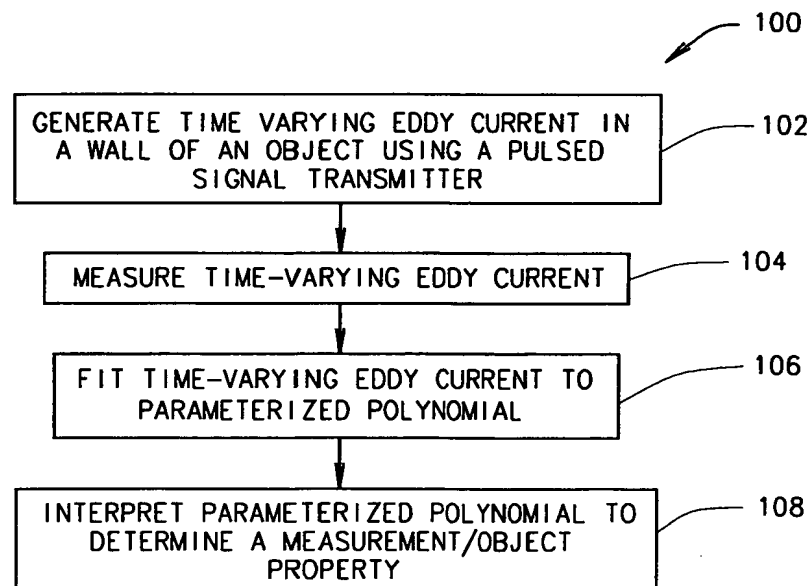 100
GENERATE TIME VARYING EDDY CURRENT IN
A WALL OF AN OBJECT USING A PULSED
SIGNAL TRANSMITTER
102
MEASURE TIME-VARYING EDDY CURRENT
104
FIT TIME-VARYING EDDY CURRENT TO
PARAMETERIZED POLYNOMIAL
106
INTERPRET PARAMETERIZED POLYNOMIAL TO
DETERMINE A MEASUREMENT/OBJECT
PROPERTY
108